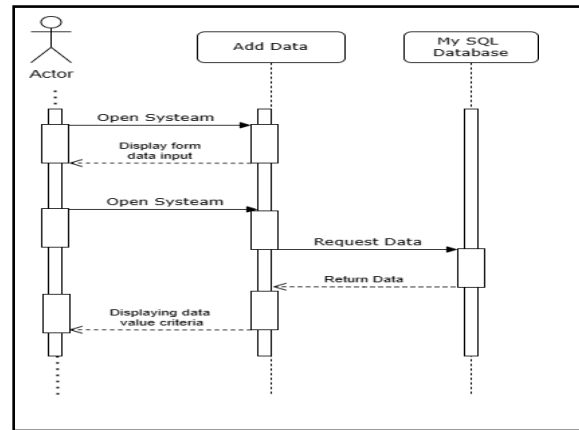 Actor
Add Data
My SQL
Database
Open Systeam
Display form
data input
Open Systeam
Request Data
Return Data
Displaying data
value criteria